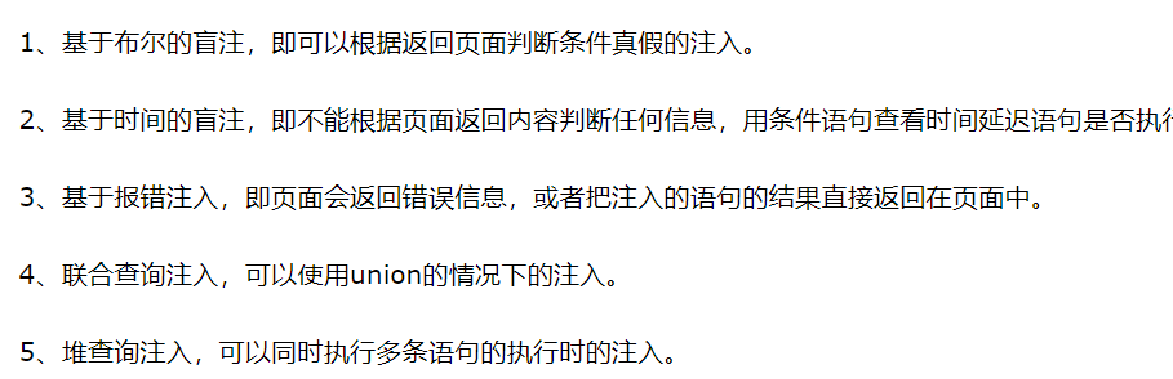 1、基于布尔的盲注，即可以根据返回页面判断条件真假的注入。
2、基于时间的盲注，即不能根据页面返回内容判断任何信息，用条件语句查看时间延迟语句是否执行
3、基于报错注入，即页面会返回错误信息，或者把注入的语句的结果直接返回在页面中。
4、联合查询注入，可以使用union的情况下的注入。
5、堆查询注入，可以同时执行多条语句的执行时的注入。